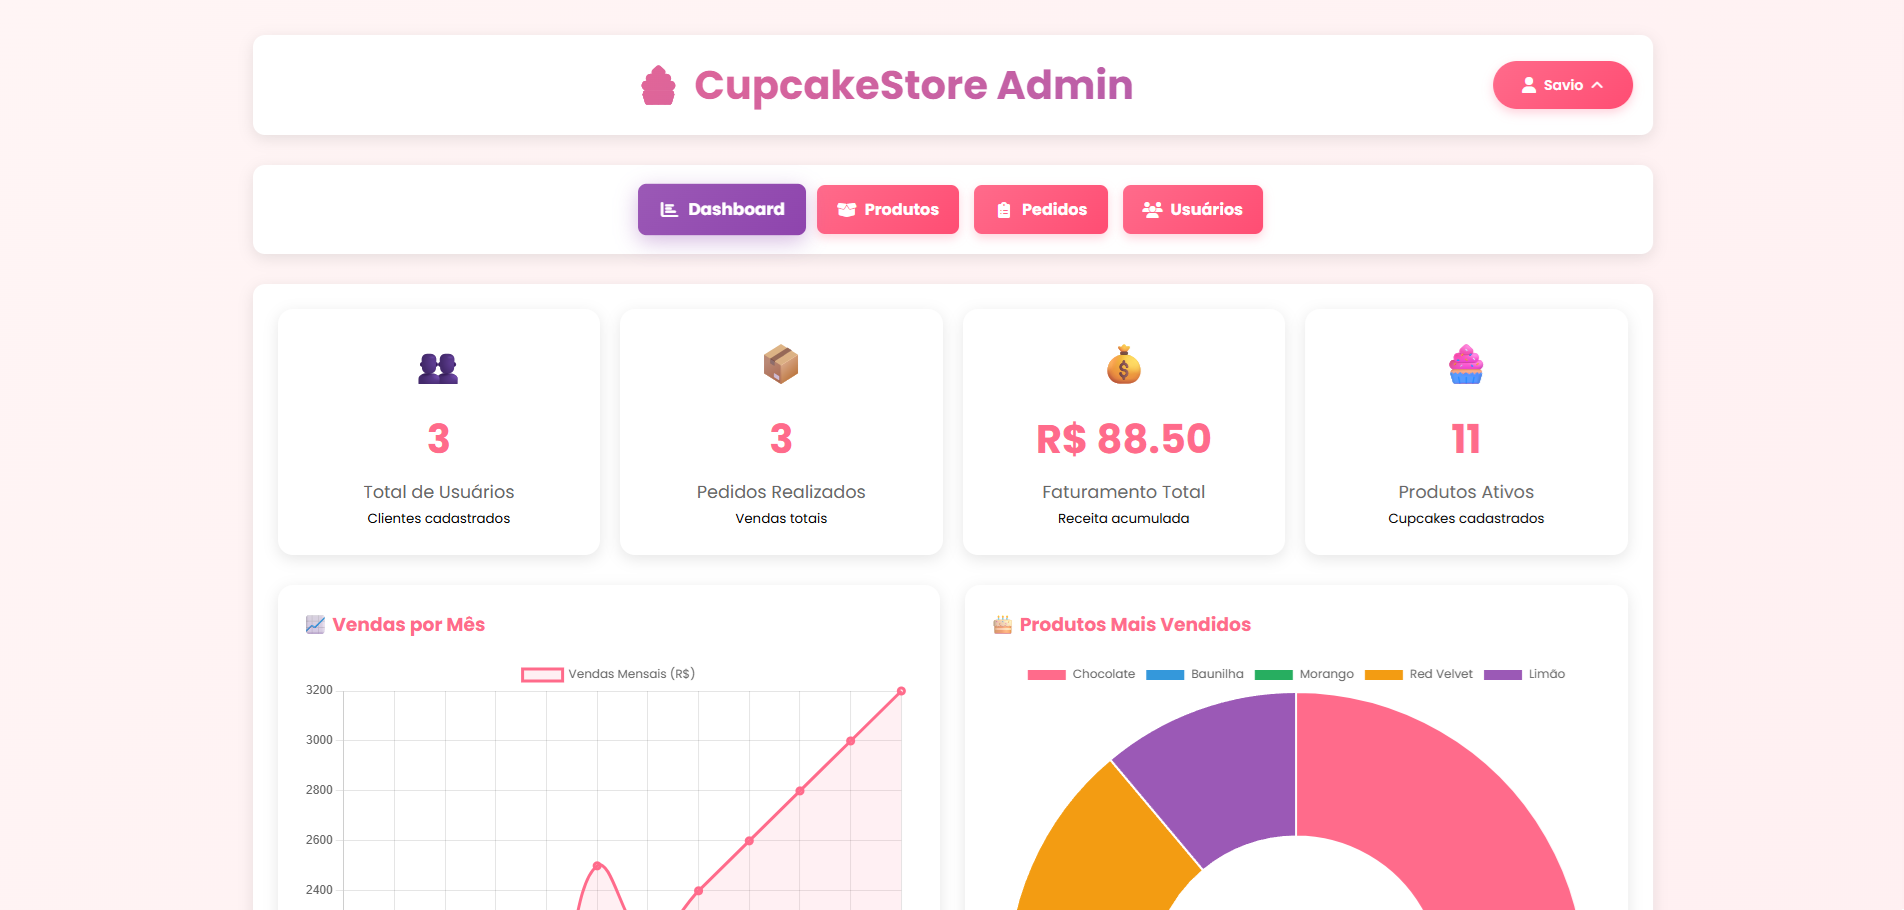 CupcakeStore Admin
Savio
Dashboard
Produtos
Pedidos
Usuários
3
Total de Usuários
Clientes cadastrados
3
Pedidos Realizados
Vendas totais
R$ 88.50
Faturamento Total
Receita acumulada
11
Produtos Ativos
Cupcakes cadastrados
Vendas por Mês
Vendas Mensais (R$)
3200
3000
2800
2600
2400
Produtos Mais Vendidos
Chocolate
Baunilha
Morango
Red Velvet
Limão